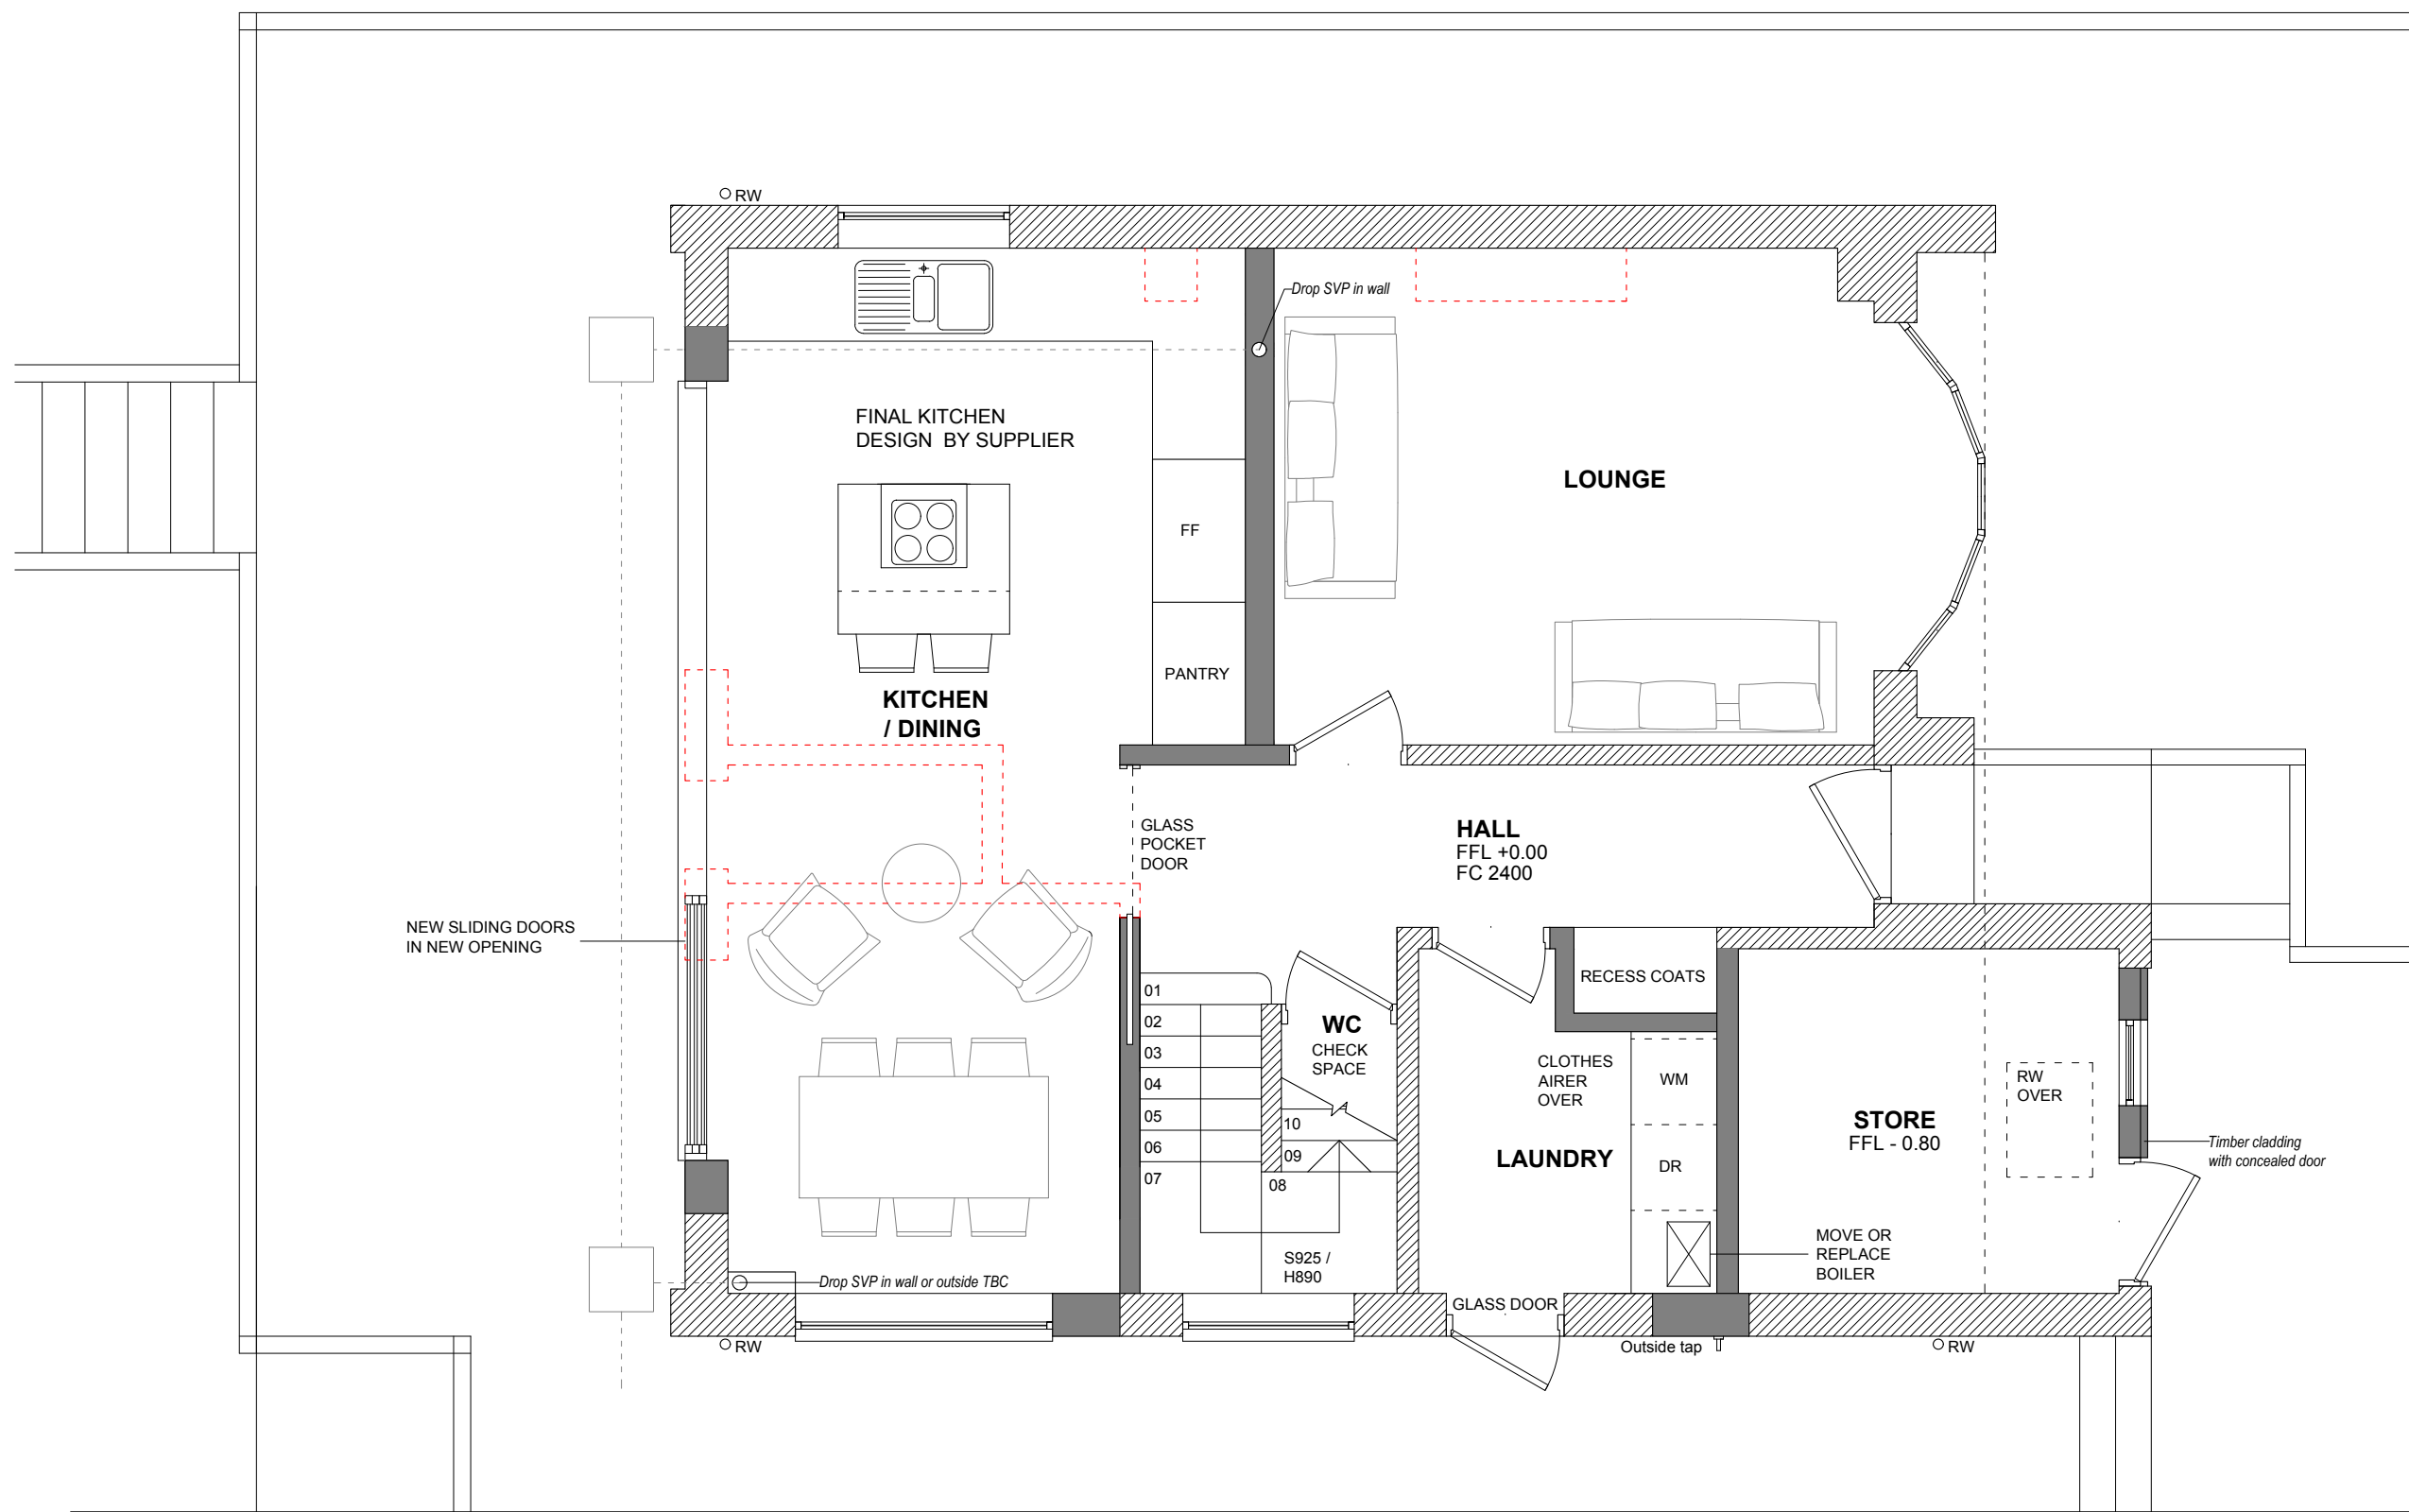 RW
Drop SVP in wall
FINAL KITCHEN
DESIGN BY SUPPLIER
LOUNGE
FF
PANTRY
KITCHEN
/ DINING
GLASS
POCKET
DOOR
HALL
FFL +0.00
FC 2400
NEW SLIDING DOORS
IN NEW OPENING
RECESS COATS
01
02
03
04
05
06
07
WC
CHECK
SPACE
10
09
08
CLOTHES
AIRER
OVER
WM
RW
OVER
STORE
FFL - 0.80
Timber cladding
with concealed door
LAUNDRY
DR
S925 /
H890
MOVE OR
REPLACE
BOILER
Drop SVP in wall or outside TBC
GLASS DOOR
RW
Outside tap
RW